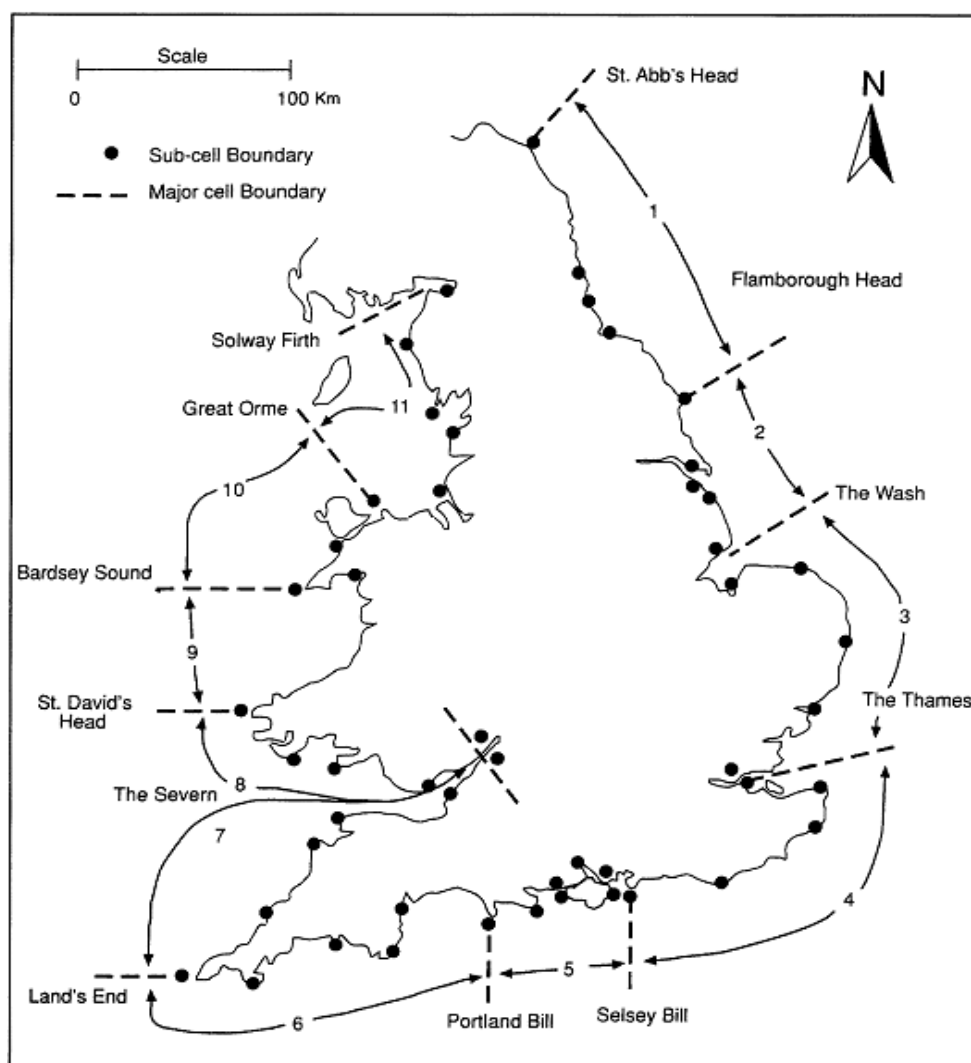 Scale
0
100 Km
Sub-cell Boundary
Major cell Boundary
St. Abb's Head
N
1
Flamborough Head
Solway Firth
Great Orme
11
2
10
The Wash
Bardsey Sound
3
9
St. David's
Head
The Thames
8
The Severn
7
4
5
Land's End
6
Portland Bill
Selsey Bill